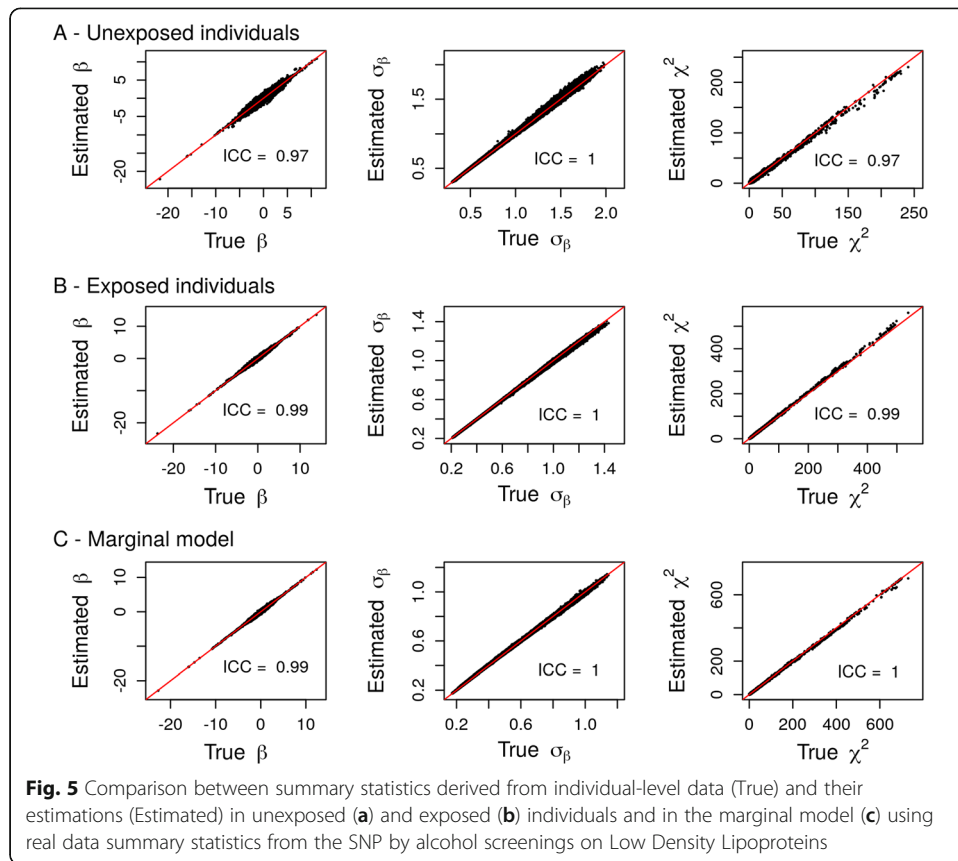 A - Unexposed individuals
Estimated β
-20
-5
5
ICC = 0.97
-20
-10
0
5
True β
Estimated σβ
0.5
1.5
ICC = 1
0.5
1.0
1.5
2.0
True σβ
Estimated χ²
0
100
200
ICC = 0.97
0
50
150
250
True χ²
B - Exposed individuals
Estimated β
-20
0
10
ICC = 0.99
-20
-10
0
10
True β
Estimated σβ
0.2
0.6
1.0
1.4
ICC = 1
0.2
0.6
1.0
1.4
True σβ
Estimated χ²
0
200
400
ICC = 0.99
0
200
400
True χ²
C - Marginal model
Estimated β
-20
0
10
ICC = 0.99
-20
-10
0
10
True β
Estimated σβ
0.2
0.6
1.0
ICC = 1
0.2
0.6
1.0
True σβ
Estimated χ²
0
200
600
ICC = 1
0
200
400
600
True χ²
Fig. 5 Comparison between summary statistics derived from individual-level data (True) and their
estimations (Estimated) in unexposed (a) and exposed (b) individuals and in the marginal model (c) using
real data summary statistics from the SNP by alcohol screenings on Low Density Lipoproteins